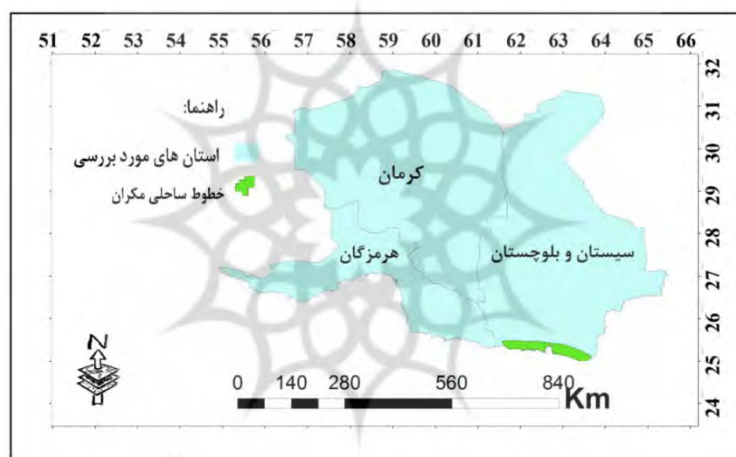 51 52 53 54 55 56 57 58 59 60 61 62 63 64 65 66
32
31
30
29
28
27
26
25
24
راهنما:
استان های مورد بررسی
خطوط ساحلی مکران
کرمان
هرمزگان
سیستان و بلوچستان
N
0 140 280 560 840 Km